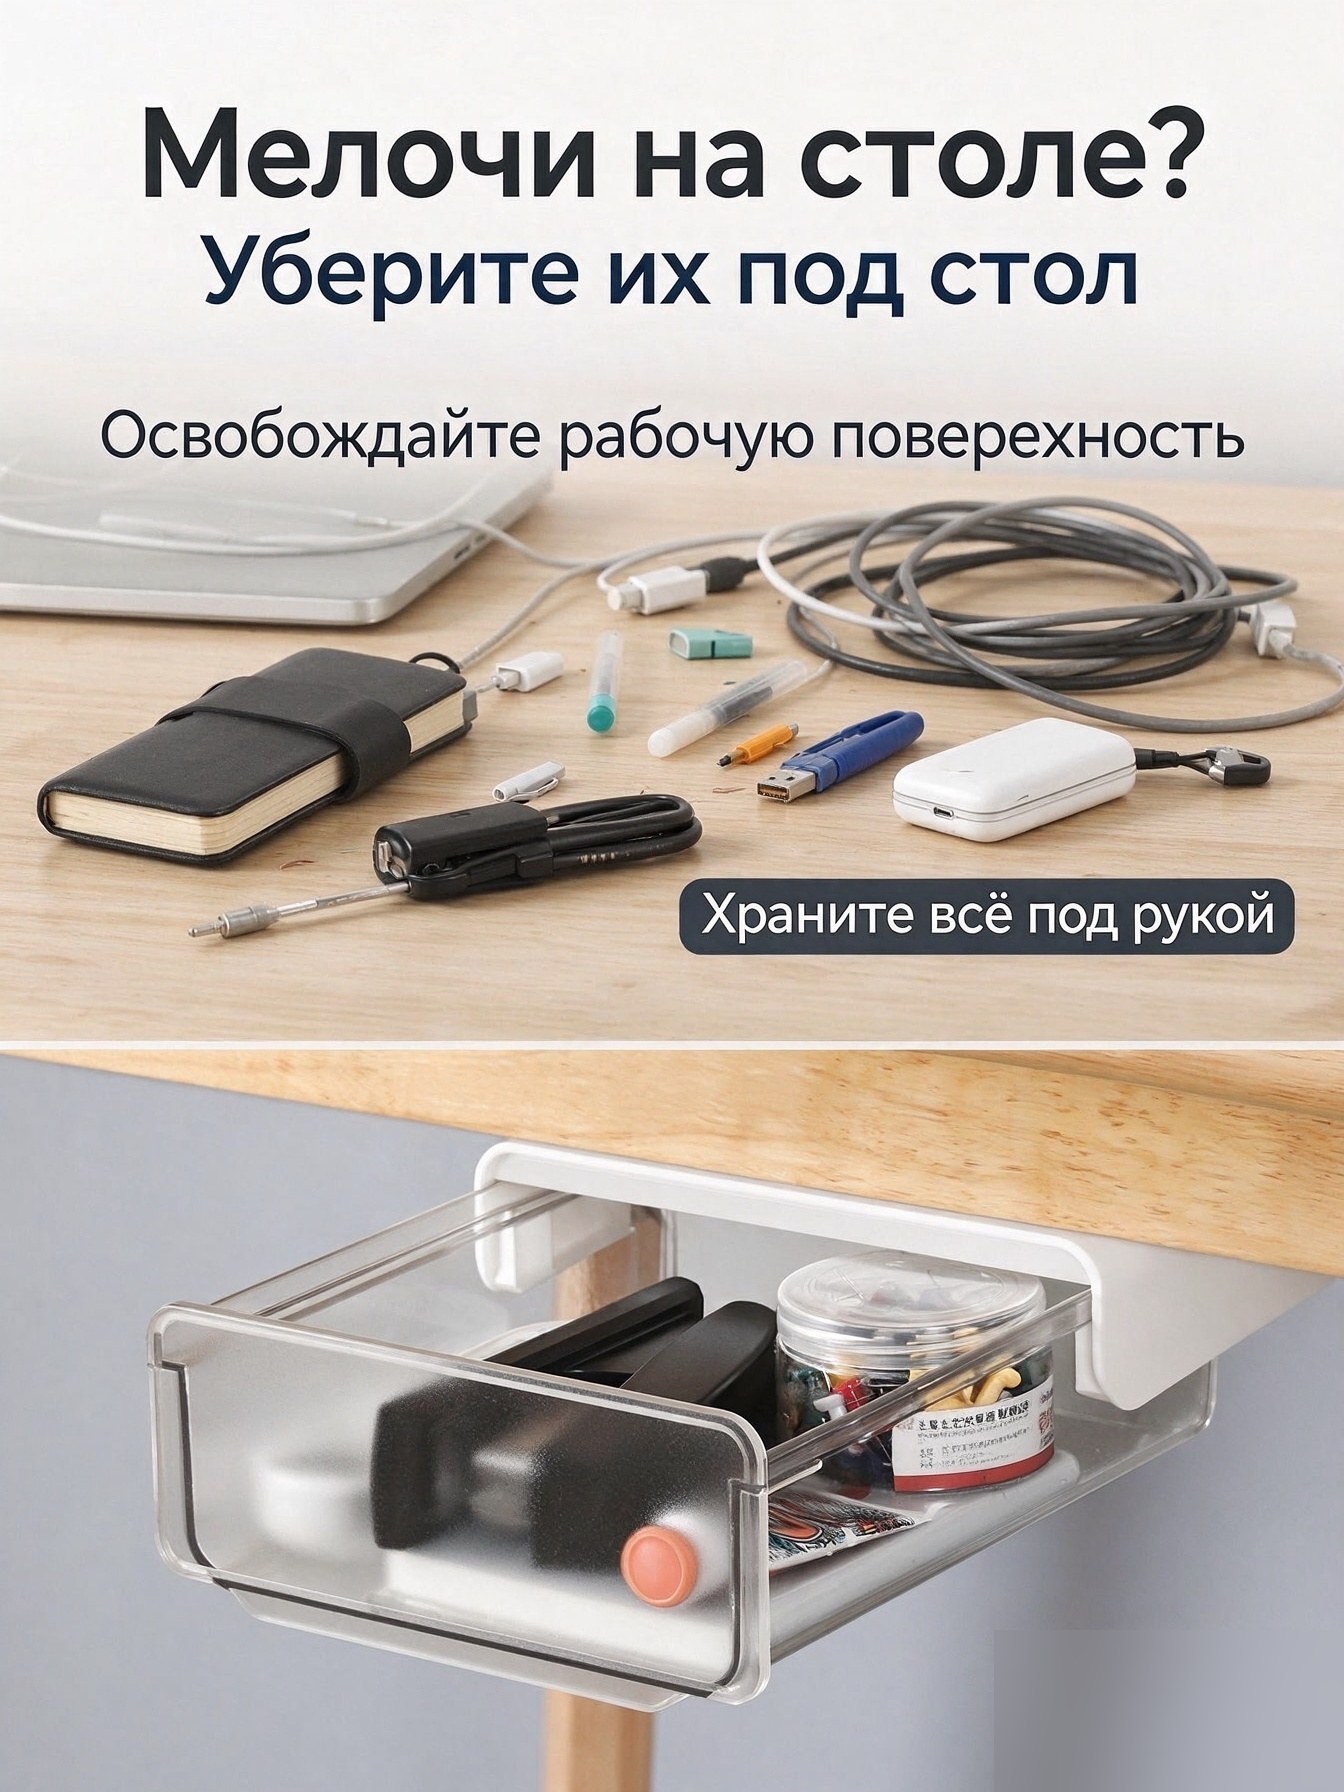 Мелочи на столе?
Уберите их под стол
Освобождайте рабочую поверехность
Храните всё под рукой